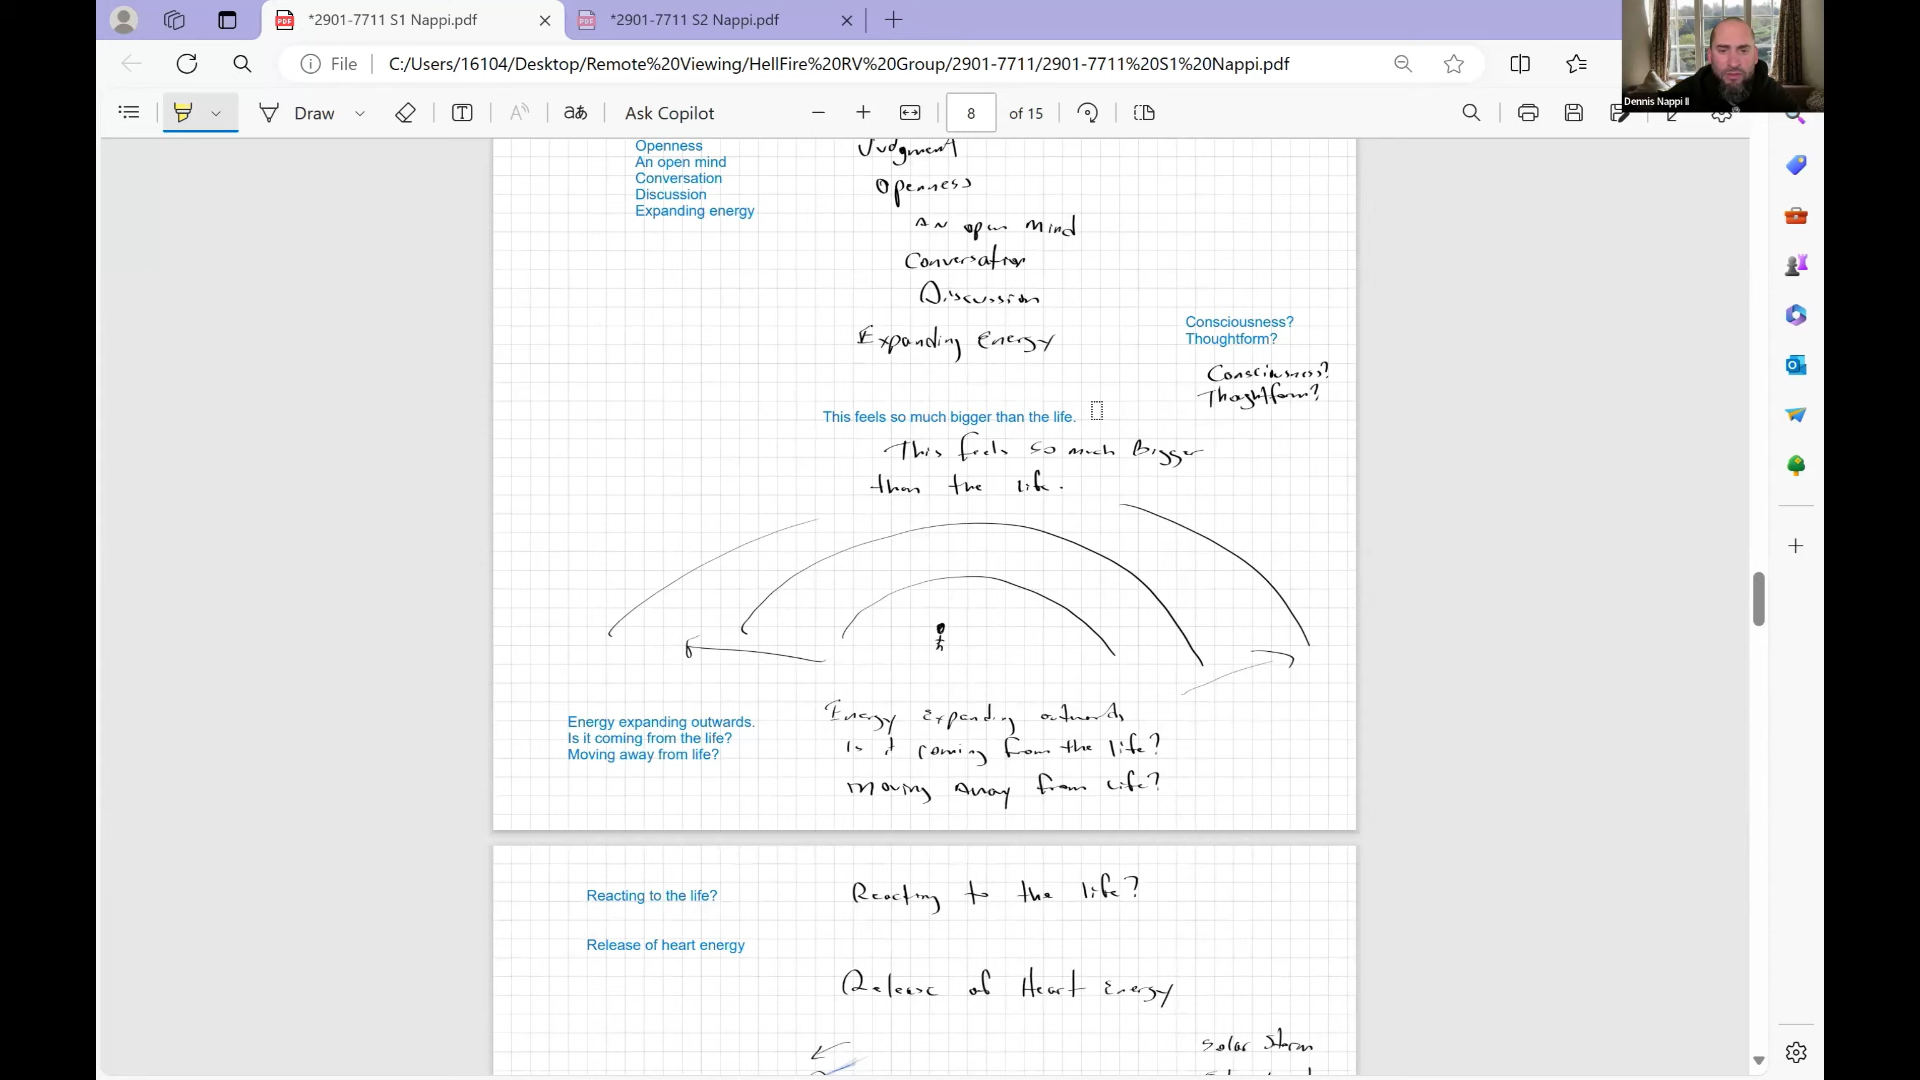 *2901-7711 S1 Nappi.pdf
*2901-7711 S2 Nappi.pdf
File
C:/Users/16104/Desktop/Remote%20Viewing/HellFire%20RV%20Group/2901-7711/2901-7711%20S1%20Nappi.pdf
Dennis Nappi II
Draw
Ask Copilot
8
of 15
Openness
An open mind
Conversation
Discussion
Expanding energy
Judgment
Openness
An open mind
Conversation
Discussion
Expanding Energy
Consciousness?
Thoughtform?
Consciousness?
Thoughtform?
This feels so much bigger than the life.
This feels so much Bigger
than the life.
Energy expanding outwards.
Is it coming from the life?
Moving away from life?
Energy Expanding outwards
Is it coming from the life?
Moving Away from life?
Reacting to the life?
Reacting to the life?
Release of heart energy
Release of Heart Energy
Solar Storm